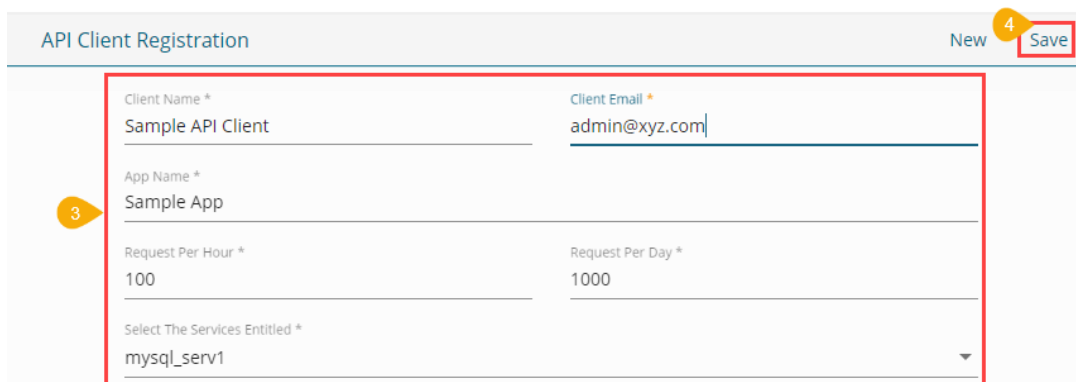 4
API Client Registration New Save
Client Name * Client Email *
Sample API Client admin@xyz.com
App Name *
Sample App
3
Request Per Hour * Request Per Day *
100 1000
Select The Services Entitled *
mysql_serv1